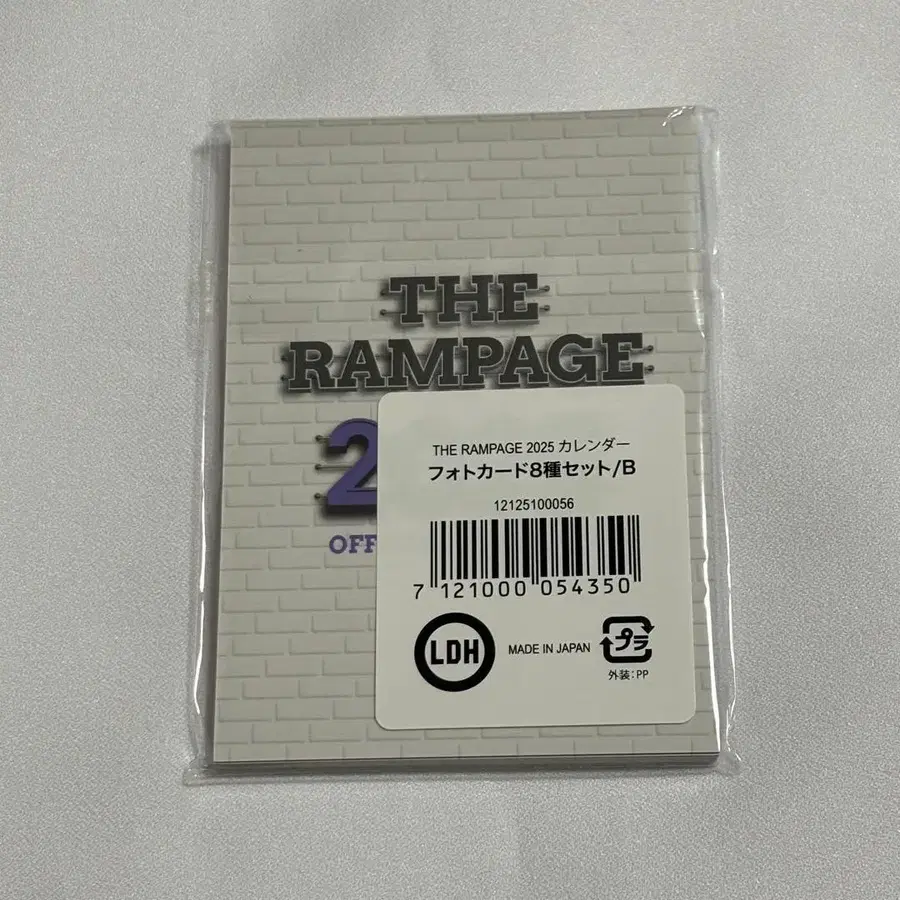 THE
RAMPAGE
2
OFF
THE RAMPAGE 2025 カレンダー
フォトカード8種セット/B
12125100056
7 121000 054350
LDH
MADE IN JAPAN
プラ
外装:PP